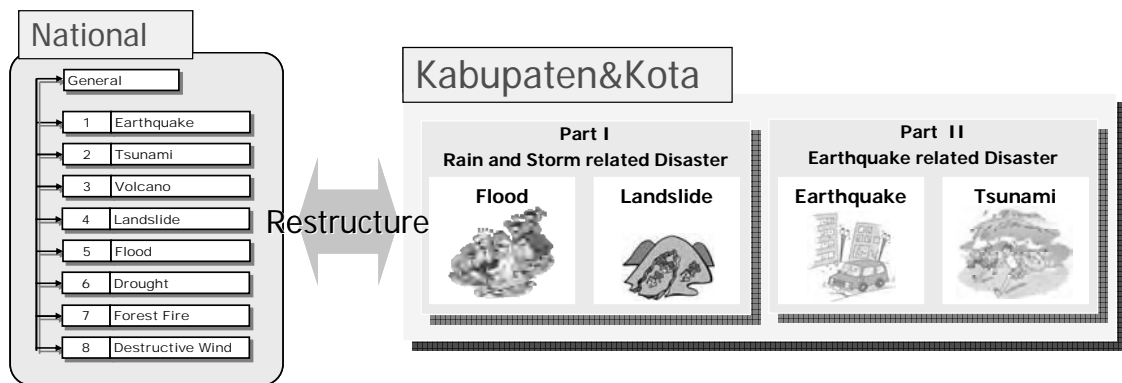 National
General
1 Earthquake
2 Tsunami
3 Volcano
4 Landslide
5 Flood
6 Drought
7 Forest Fire
8 Destructive Wind
Restructure
Kabupaten&Kota
Part I
Rain and Storm related Disaster
Flood
Landslide
Part II
Earthquake related Disaster
Earthquake
Tsunami